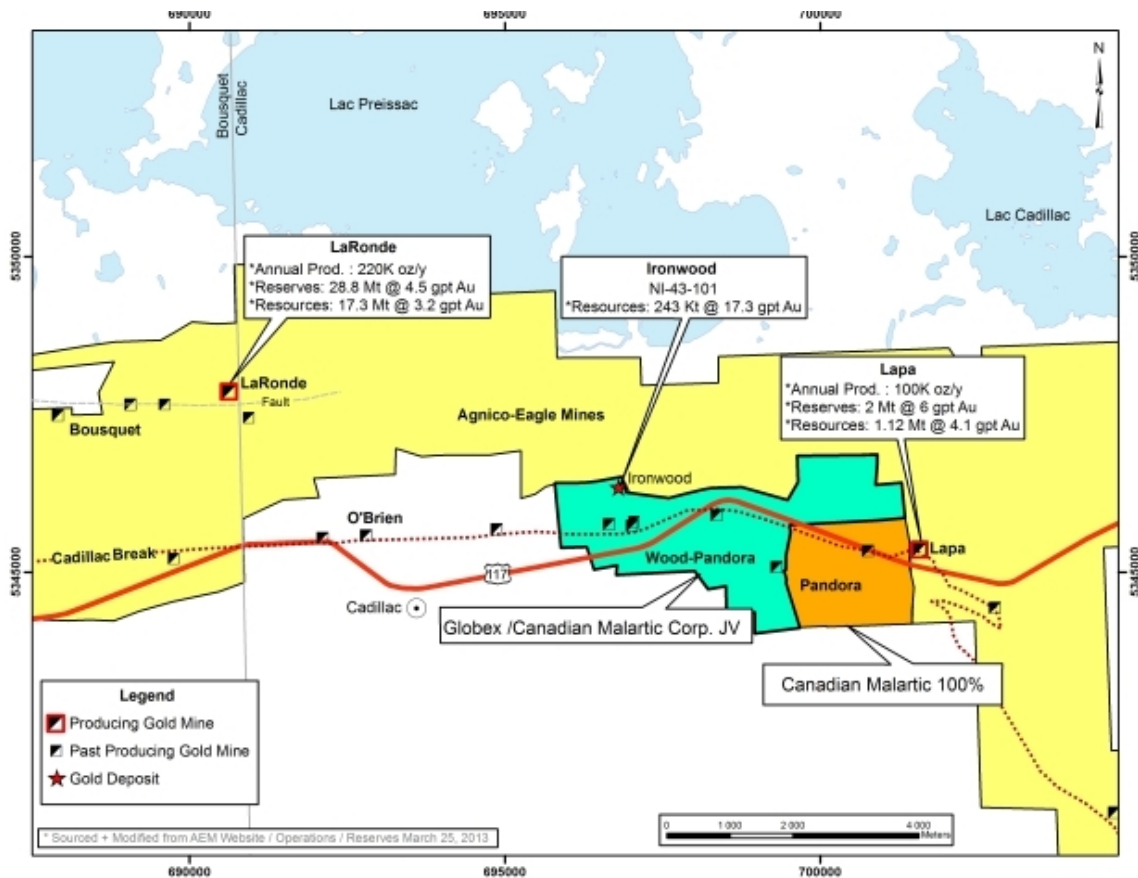 690000
695000
700000
N
Bousquet
Cadillac
Lac Preissac
Lac Cadillac
5350000
5350000
LaRonde
*Annual Prod. : 220K oz/y
*Reserves: 28.8 Mt @ 4.5 gpt Au
*Resources: 17.3 Mt @ 3.2 gpt Au
Ironwood
NI-43-101
*Resources: 243 Kt @ 17.3 gpt Au
Lapa
*Annual Prod. : 100K oz/y
*Reserves: 2 Mt @ 6 gpt Au
*Resources: 1.12 Mt @ 4.1 gpt Au
LaRonde
Fault
Bousquet
Agnico-Eagle Mines
Ironwood
O'Brien
Cadillac Break
Wood-Pandora
Lapa
Pandora
117
5345000
5345000
Cadillac
Globex /Canadian Malartic Corp. JV
Canadian Malartic 100%
Legend
Producing Gold Mine
Past Producing Gold Mine
Gold Deposit
* Sourced + Modified from AEM Website / Operations / Reserves March 25, 2013
0 1 000 2 000 4 000
Meters
690000
695000
700000